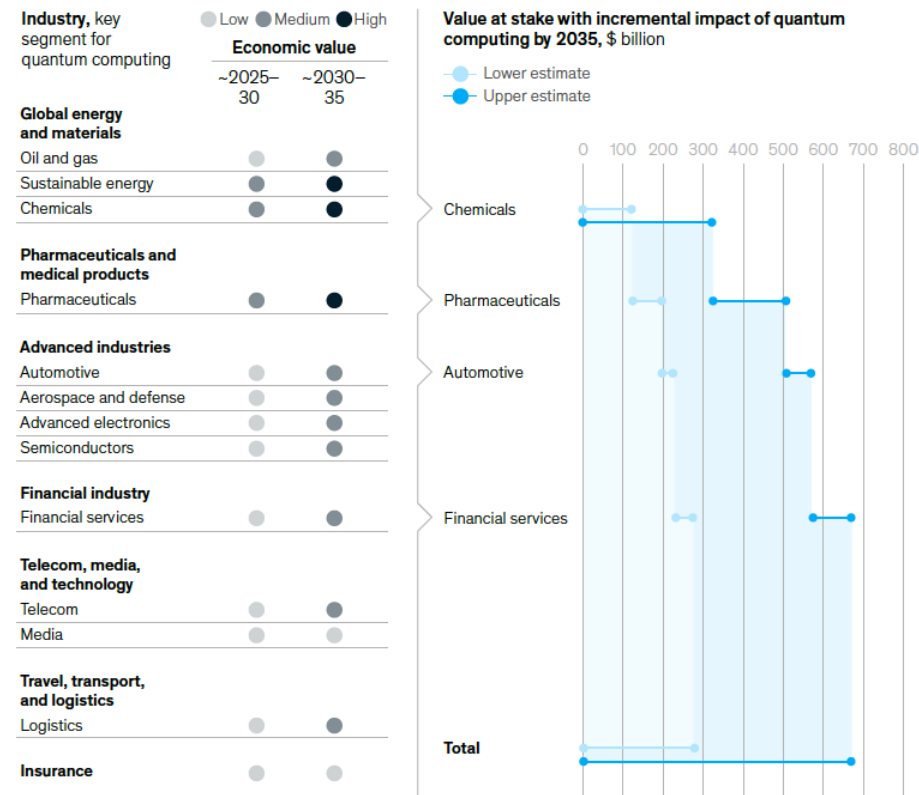 Industry, key
segment for
quantum computing
Low Medium High
Economic value
~2025–
30
~2030–
35
Global energy
and materials
Oil and gas
Sustainable energy
Chemicals
Pharmaceuticals and
medical products
Pharmaceuticals
Advanced industries
Automotive
Aerospace and defense
Advanced electronics
Semiconductors
Financial industry
Financial services
Telecom, media,
and technology
Telecom
Media
Travel, transport,
and logistics
Logistics
Insurance
Value at stake with incremental impact of quantum
computing by 2035, $ billion
Lower estimate
Upper estimate
0 100 200 300 400 500 600 700 800
Chemicals
Pharmaceuticals
Automotive
Financial services
Total